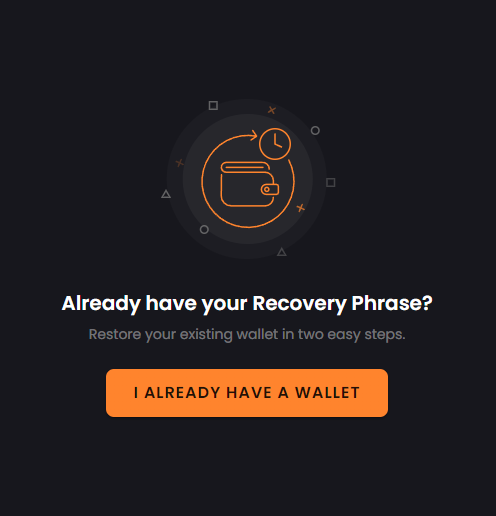 Already have your Recovery Phrase?
Restore your existing wallet in two easy steps.
I ALREADY HAVE A WALLET